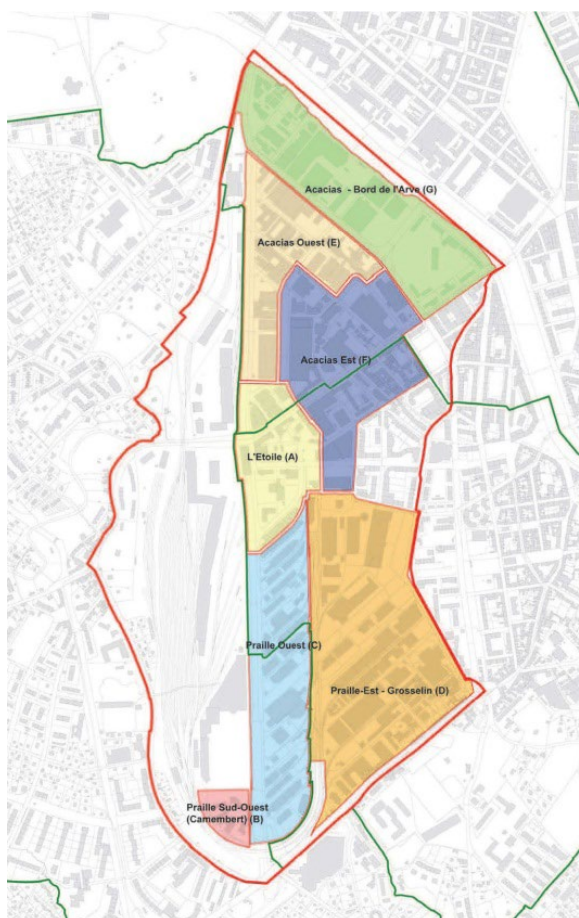 Acacias - Bord de l'Arve (G)
Acacias Ouest (E)
Acacias Est (F)
L'Etoile (A)
Praille Ouest (C)
Praille-Est - Grosselin (D)
Praille Sud-Ouest
(Camembert) (B)